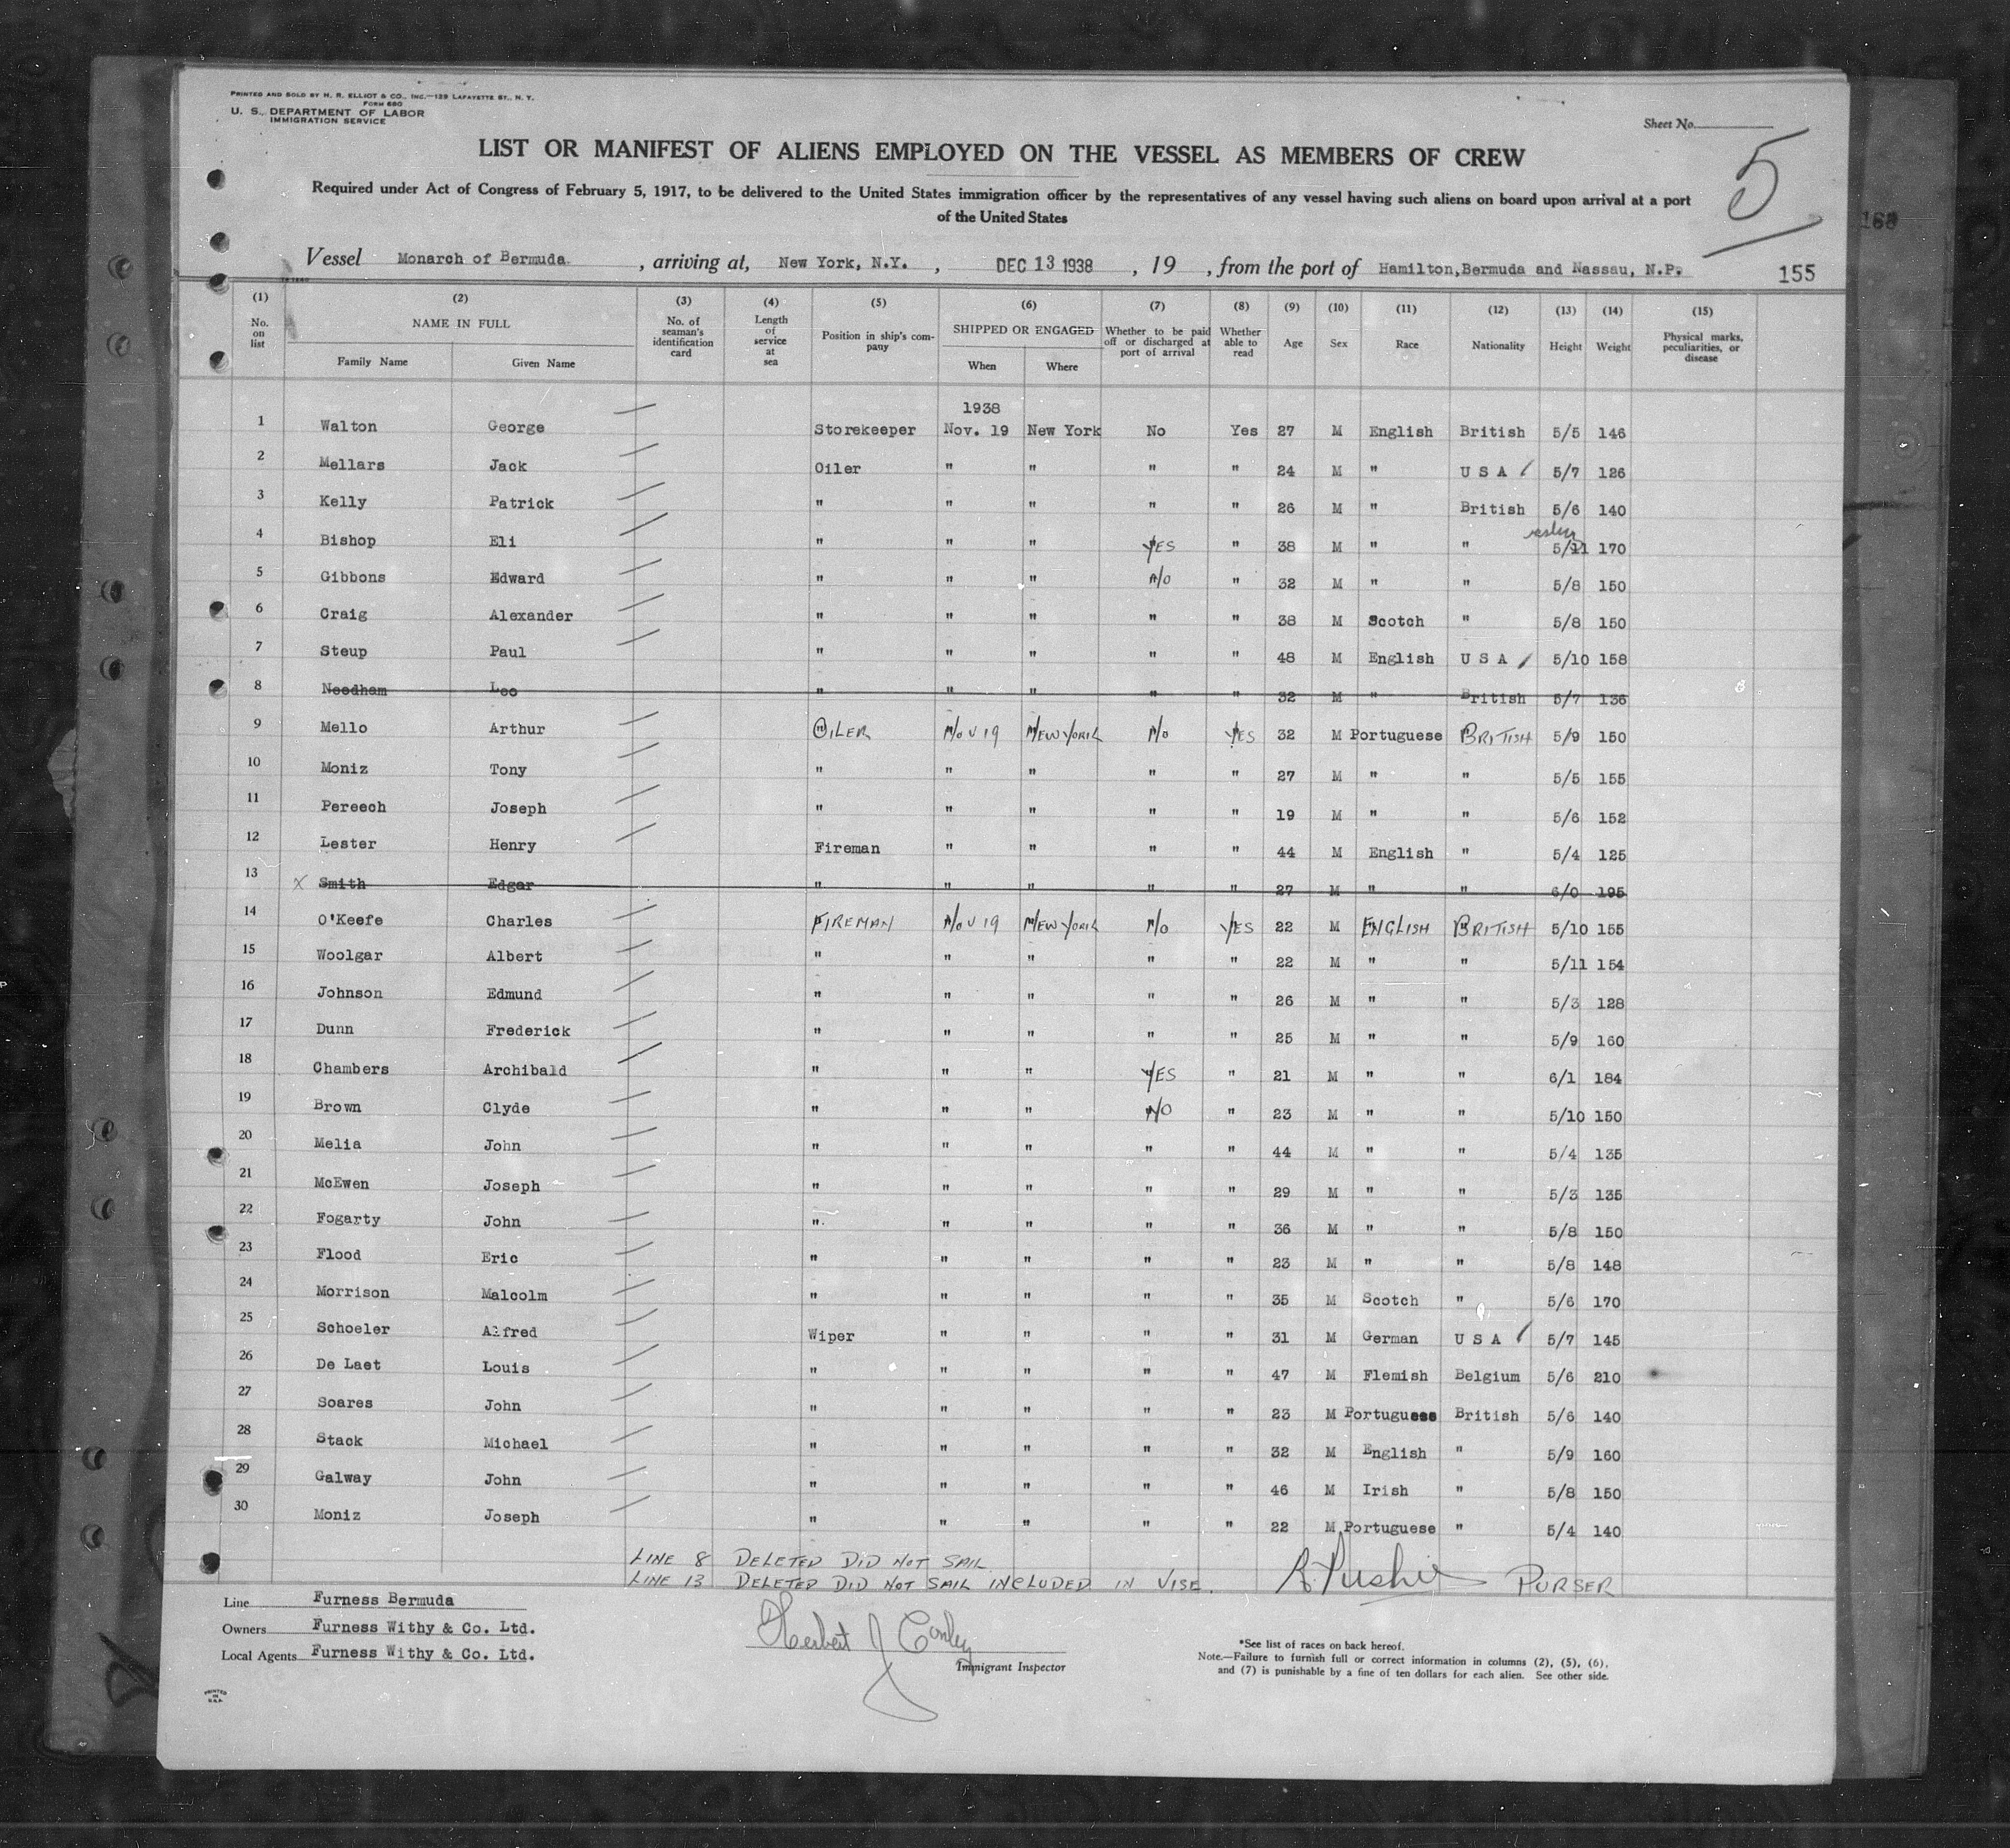 PRINTED AND SOLD BY H. R. ELLIOT & CO., INC.—129 LAFAYETTE ST., N. Y.
FORM 680
U. S. DEPARTMENT OF LABOR
IMMIGRATION SERVICE
Sheet No.
5
LIST OR MANIFEST OF ALIENS EMPLOYED ON THE VESSEL AS MEMBERS OF CREW
Required under Act of Congress of February 5, 1917, to be delivered to the United States immigration officer by the representatives of any vessel having such aliens on board upon arrival at a port
of the United States
168
Vessel Monarch of Bermuda , arriving at, New York, N.Y. , DEC 13 1938 , 19 , from the port of Hamilton,Bermuda and Nassau, N.P. 155
(1) No. on list (2) NAME IN FULL Family Name Given Name (3) No. of seaman's identification card (4) Length of service at sea (5) Position in ship's company (6) SHIPPED OR ENGAGED When Where (7) Whether to be paid off or discharged at port of arrival (8) Whether able to read (9) Age (10) Sex (11) Race (12) Nationality (13) Height (14) Weight (15) Physical marks, peculiarities, or disease
1938
1 Walton George Storekeeper Nov. 19 New York No Yes 27 M English British 5/5 146
2 Mellars Jack Oiler " " " " 24 M " U S A 5/7 126
3 Kelly Patrick " " " " " 26 M " British 5/6 140
4 Bishop Eli " " " YES " 38 M " " 5/11 170
5 Gibbons Edward " " " NO " 32 M " " 5/8 150
6 Craig Alexander " " " " " 38 M Scotch " 5/8 150
7 Steup Paul " " " " " 48 M English U S A 5/10 158
8 Needham Leo " " " " " 32 M " British 5/7 136
9 Mello Arthur OILER NOV 19 NEW YORK NO YES 32 M Portuguese BRITISH 5/9 150
10 Moniz Tony " " " " " 27 M " " 5/5 155
11 Pereech Joseph " " " " " 19 M " " 5/6 152
12 Lester Henry Fireman " " " " 44 M English " 5/4 125
13 X Smith Edgar " " " " " 27 M " " 6/0 195
14 O'Keefe Charles FIREMAN NOV 19 NEW YORK NO YES 22 M ENGLISH BRITISH 5/10 155
15 Woolgar Albert " " " " " 22 M " " 5/11 154
16 Johnson Edmund " " " " " 26 M " " 5/3 128
17 Dunn Frederick " " " " " 25 M " " 5/9 160
18 Chambers Archibald " " " YES " 21 M " " 6/1 184
19 Brown Clyde " " " NO " 23 M " " 5/10 150
20 Melia John " " " " " 44 M " " 5/4 135
21 McEwen Joseph " " " " " 29 M " " 5/3 135
22 Fogarty John " " " " " 36 M " " 5/8 150
23 Flood Eric " " " " " 23 M " " 5/8 148
24 Morrison Malcolm " " " " " 35 M Scotch " 5/6 170
25 Schoeler Alfred Wiper " " " " 31 M German U S A 5/7 145
26 De Laet Louis " " " " " 47 M Flemish Belgium 5/6 210
27 Soares John " " " " " 23 M Portuguese British 5/6 140
28 Stack Michael " " " " " 32 M English " 5/9 160
29 Galway John " " " " " 46 M Irish " 5/8 150
30 Moniz Joseph " " " " " 22 M Portuguese " 5/4 140
LINE 8 DELETED DID NOT SAIL
LINE 13 DELETED DID NOT SAIL INCLUDED IN VISE. PURSER
Line Furness Bermuda
Owners Furness Withy & Co. Ltd.
Local Agents Furness Withy & Co. Ltd.
Herbert J Conley
Immigrant Inspector
*See list of races on back hereof.
Note.—Failure to furnish full or correct information in columns (2), (5), (6), and (7) is punishable by a fine of ten dollars for each alien. See other side.
PRINTED IN U.S.A.